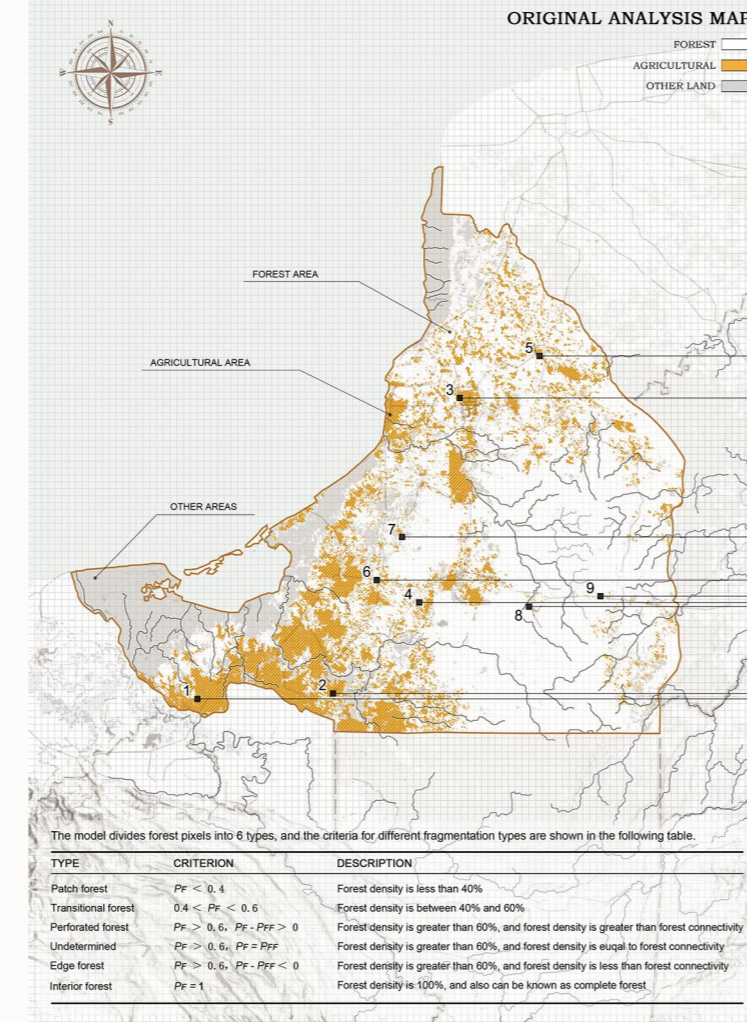 ORIGINAL ANALYSIS MAP
FOREST
AGRICULTURAL
OTHER LAND
N
W
E
S
FOREST AREA
5
AGRICULTURAL AREA
3
OTHER AREAS
7
6
4
9
8
1
2
The model divides forest pixels into 6 types, and the criteria for different fragmentation types are shown in the following table.
TYPE CRITERION DESCRIPTION
Patch forest PF < 0.4 Forest density is less than 40%
Transitional forest 0.4 < PF < 0.6 Forest density is between 40% and 60%
Perforated forest PF > 0.6, PF - PFF > 0 Forest density is greater than 60%, and forest density is greater than forest connectivity
Undetermined PF > 0.6, PF = PFF Forest density is greater than 60%, and forest density is euqal to forest connectivity
Edge forest PF > 0.6, PF - PFF < 0 Forest density is greater than 60%, and forest density is less than forest connectivity
Interior forest PF = 1 Forest density is 100%, and also can be known as complete forest